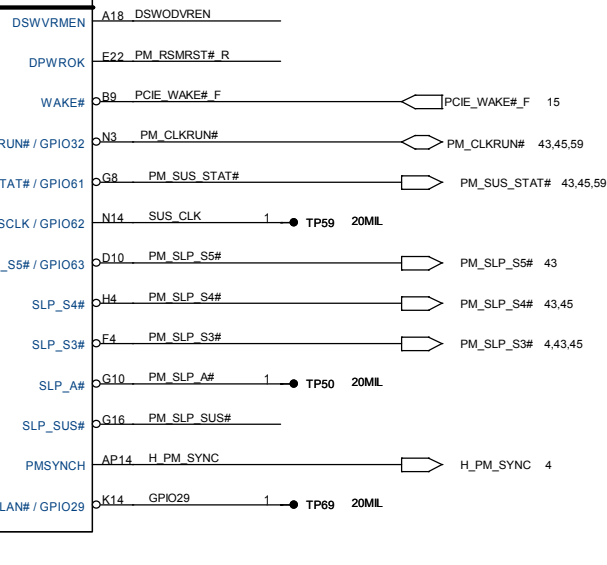 DSWVRMEN A18 DSWODVREN
DPWROK E22 PM_RSMRST#_R
WAKE# B9 PCIE_WAKE#_F PCIE_WAKE#_F 15
RUN# / GPIO32 N3 PM_CLKRUN# PM_CLKRUN# 43,45,59
TAT# / GPIO61 G8 PM_SUS_STAT# PM_SUS_STAT# 43,45,59
SCLK / GPIO62 N14 SUS_CLK 1 TP59 20MIL
_S5# / GPIO63 D10 PM_SLP_S5# PM_SLP_S5# 43
SLP_S4# H4 PM_SLP_S4# PM_SLP_S4# 43,45
SLP_S3# F4 PM_SLP_S3# PM_SLP_S3# 4,43,45
SLP_A# G10 PM_SLP_A# 1 TP50 20MIL
SLP_SUS# G16 PM_SLP_SUS#
PMSYNCH AP14 H_PM_SYNC H_PM_SYNC 4
LAN# / GPIO29 K14 GPIO29 1 TP69 20MIL